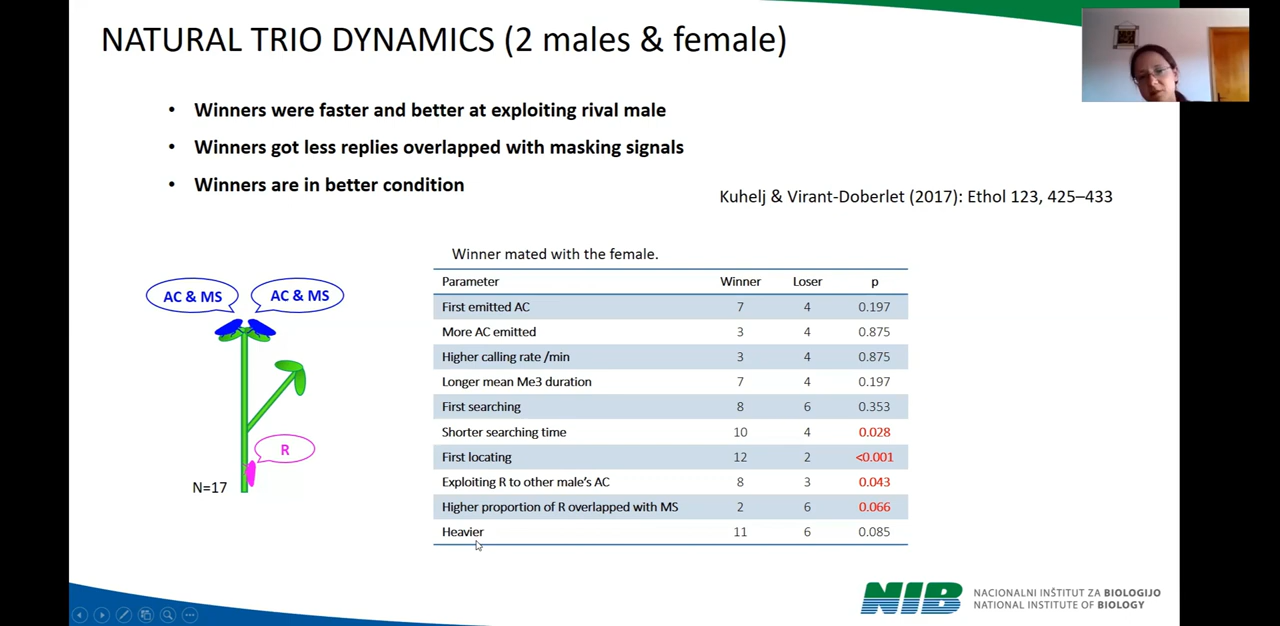 NATURAL TRIO DYNAMICS (2 males & female)
• Winners were faster and better at exploiting rival male
• Winners got less replies overlapped with masking signals
• Winners are in better condition
Kuhelj & Virant-Doberlet (2017): Ethol 123, 425–433
AC & MS AC & MS
R
N=17
Winner mated with the female.
Parameter Winner Loser p
First emitted AC 7 4 0.197
More AC emitted 3 4 0.875
Higher calling rate /min 3 4 0.875
Longer mean Me3 duration 7 4 0.197
First searching 8 6 0.353
Shorter searching time 10 4 0.028
First locating 12 2 <0.001
Exploiting R to other male's AC 8 3 0.043
Higher proportion of R overlapped with MS 2 6 0.066
Heavier 11 6 0.085
NIB
NACIONALNI INŠTITUT ZA BIOLOGIJO
NATIONAL INSTITUTE OF BIOLOGY